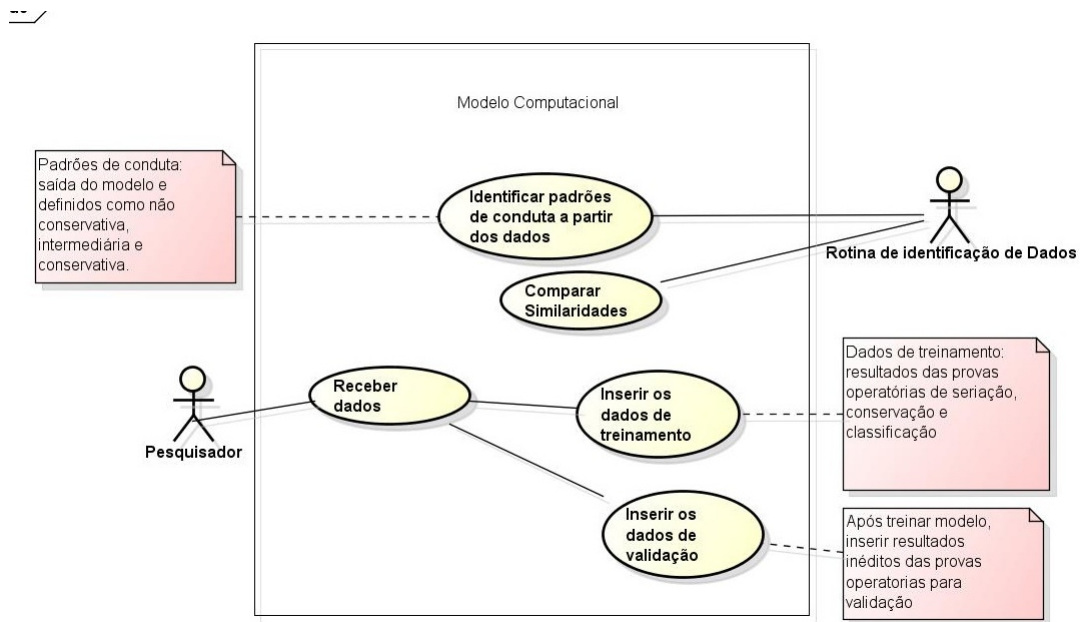 Modelo Computacional
Padrões de conduta:
saída do modelo e
definidos como não
conservativa,
intermediária e
conservativa.
Identificar padrões
de conduta a partir
dos dados
Rotina de identificação de Dados
Comparar
Similaridades
Dados de treinamento:
resultados das provas
operatórias de seriação,
conservação e
classificação
Receber
dados
Inserir os
dados de
treinamento
Pesquisador
Inserir os
dados de
validação
Após treinar modelo,
inserir resultados
inéditos das provas
operatorias para
validação